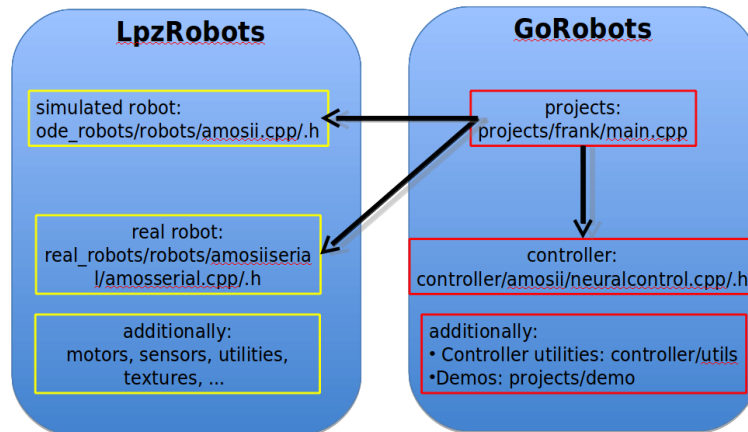 LpzRobots
simulated robot:
ode_robots/robots/amosii.cpp/.h
real robot:
real_robots/robots/amosiiseria
l/amosserial.cpp/.h
additionally:
motors, sensors, utilities,
textures, ...
GoRobots
projects:
projects/frank/main.cpp
controller:
controller/amosii/neuralcontrol.cpp/.h
additionally:
• Controller utilities: controller/utils
•Demos: projects/demo